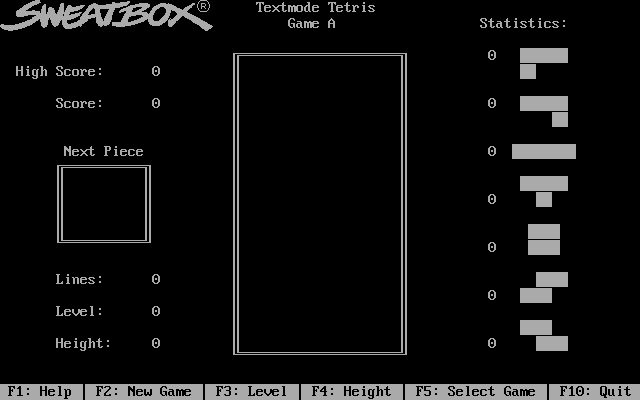 SWEATBOX®
Textmode Tetris
Game A
Statistics:
High Score: 0
Score: 0
Next Piece
Lines: 0
Level: 0
Height: 0
0
0
0
0
0
0
0
F1: Help F2: New Game F3: Level F4: Height F5: Select Game F10: Quit